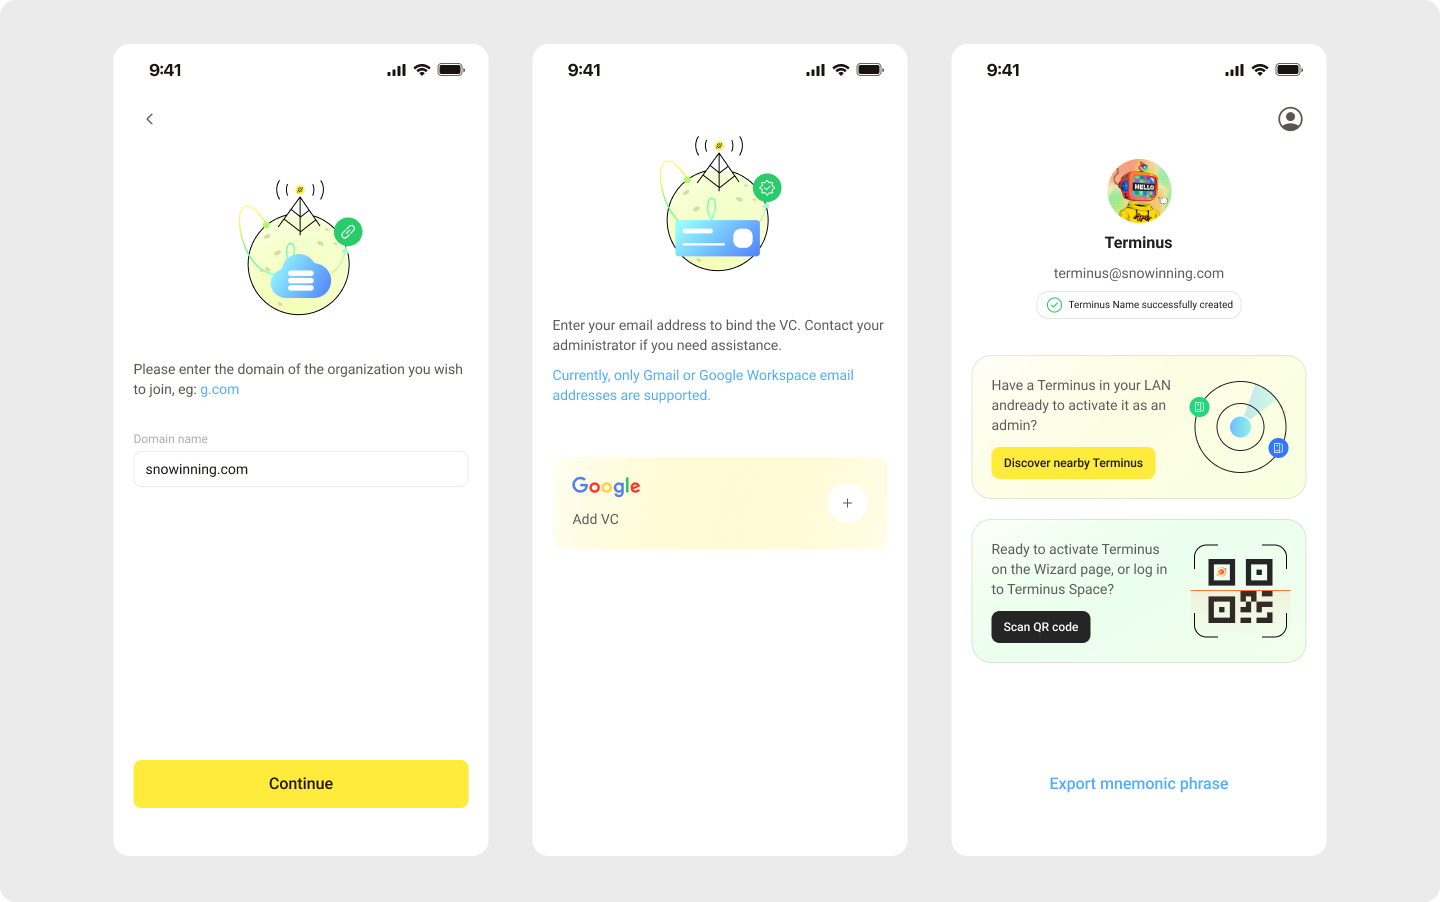 9:41
Please enter the domain of the organization you wish
to join, eg: g.com
Domain name
snowinning.com
Continue
9:41
Enter your email address to bind the VC. Contact your
administrator if you need assistance.
Currently, only Gmail or Google Workspace email
addresses are supported.
Google
Add VC
9:41
HELLO
Terminus
terminus@snowinning.com
Terminus Name successfully created
Have a Terminus in your LAN
andready to activate it as an
admin?
Discover nearby Terminus
Ready to activate Terminus
on the Wizard page, or log in
to Terminus Space?
Scan QR code
Export mnemonic phrase